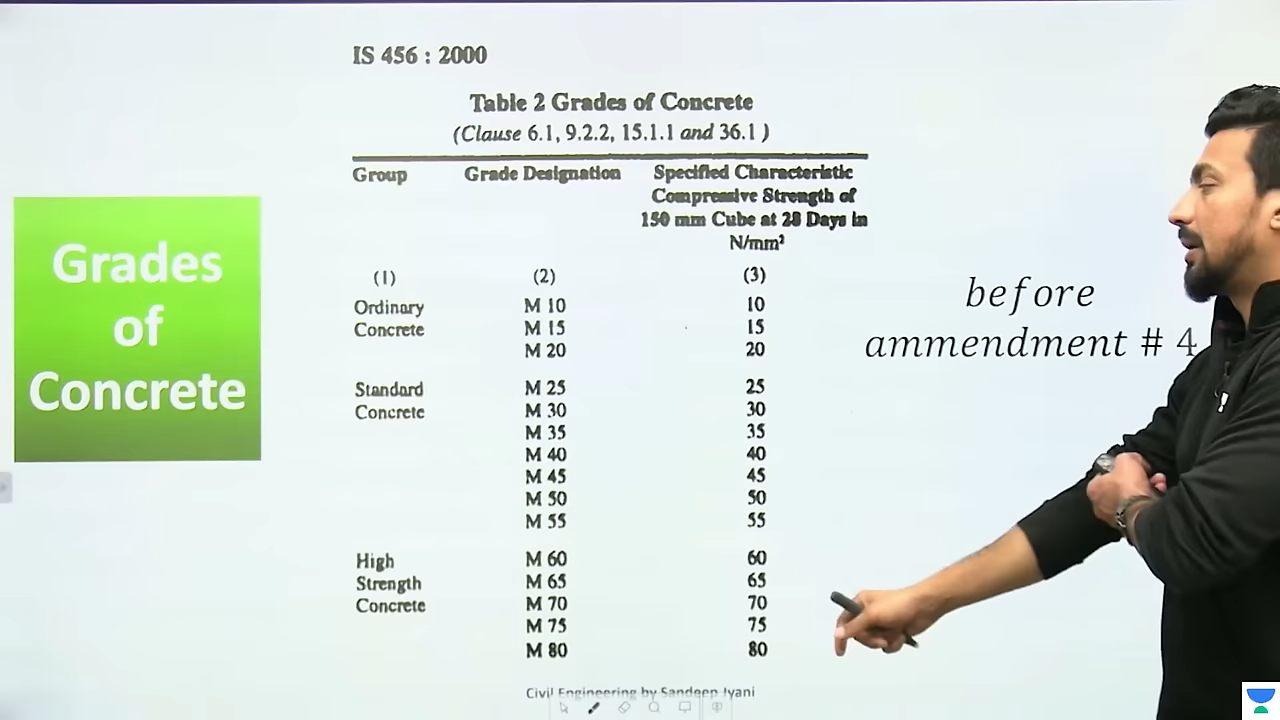 IS 456 : 2000
Table 2 Grades of Concrete
(Clause 6.1, 9.2.2, 15.1.1 and 36.1 )
Group Grade Designation Specified Characteristic
Compressive Strength of
150 mm Cube at 28 Days in
N/mm²
(1) (2) (3)
Ordinary M 10 10
Concrete M 15 15
M 20 20
Standard M 25 25
Concrete M 30 30
M 35 35
M 40 40
M 45 45
M 50 50
M 55 55
High M 60 60
Strength M 65 65
Concrete M 70 70
M 75 75
M 80 80
Grades
of
Concrete
before
ammendment # 4
Civil Engineering by Sandeep Jyani